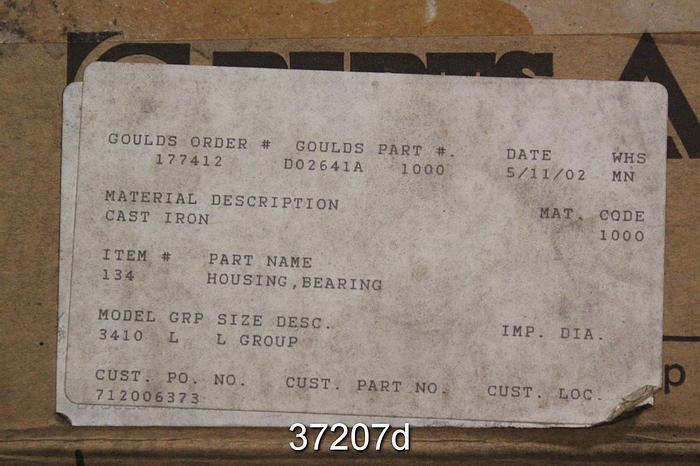 GOULDS ORDER # GOULDS PART #.
177412 D02641A 1000
DATE WHS
5/11/02 MN
MATERIAL DESCRIPTION
CAST IRON
MAT. CODE
1000
ITEM # PART NAME
134 HOUSING,BEARING
MODEL GRP SIZE DESC.
3410 L L GROUP
IMP. DIA.
CUST. PO. NO. CUST. PART NO. CUST. LOC.
712006373
p
37207d